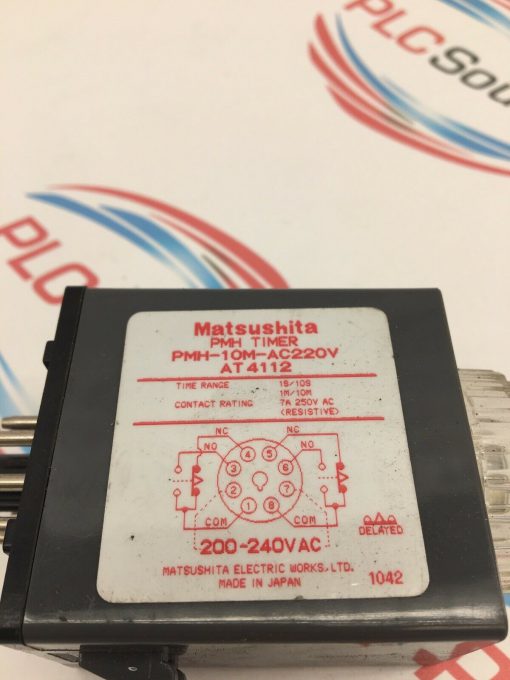 PLC
PLCSou
PLC
Matsushita
PMH TIMER
PMH-10M-AC220V
AT4112
TIME RANGE 1S/10S
1M/10M
CONTACT RATING 7A 250V AC
(RESISTIVE)
NC NC
NO NO
4 5
3 6
2 7
1 8
COM COM
DELAYED
200-240VAC
MATSUSHITA ELECTRIC WORKS, LTD.
MADE IN JAPAN 1042